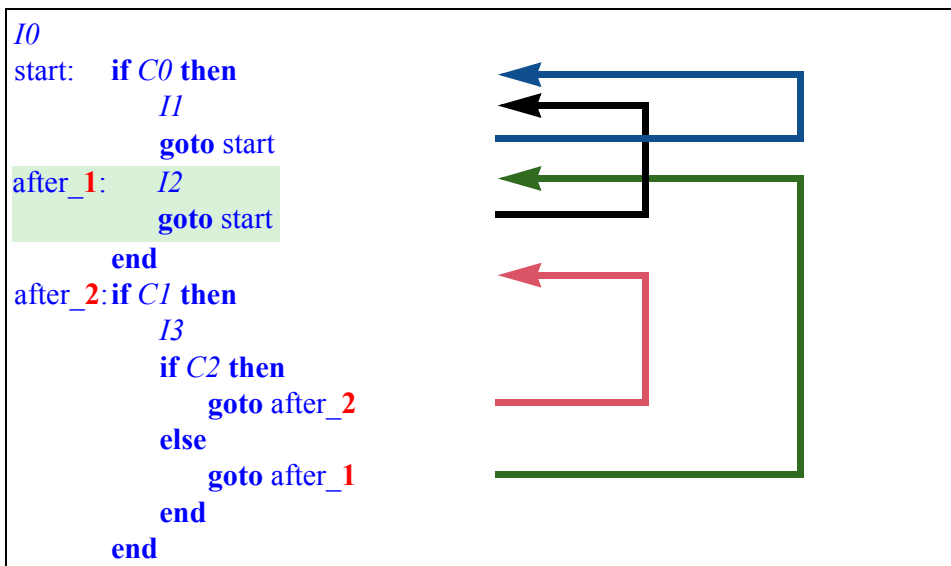 I0
start: if C0 then
I1
goto start
after_1: I2
goto start
end
after_2: if C1 then
I3
if C2 then
goto after_2
else
goto after_1
end
end